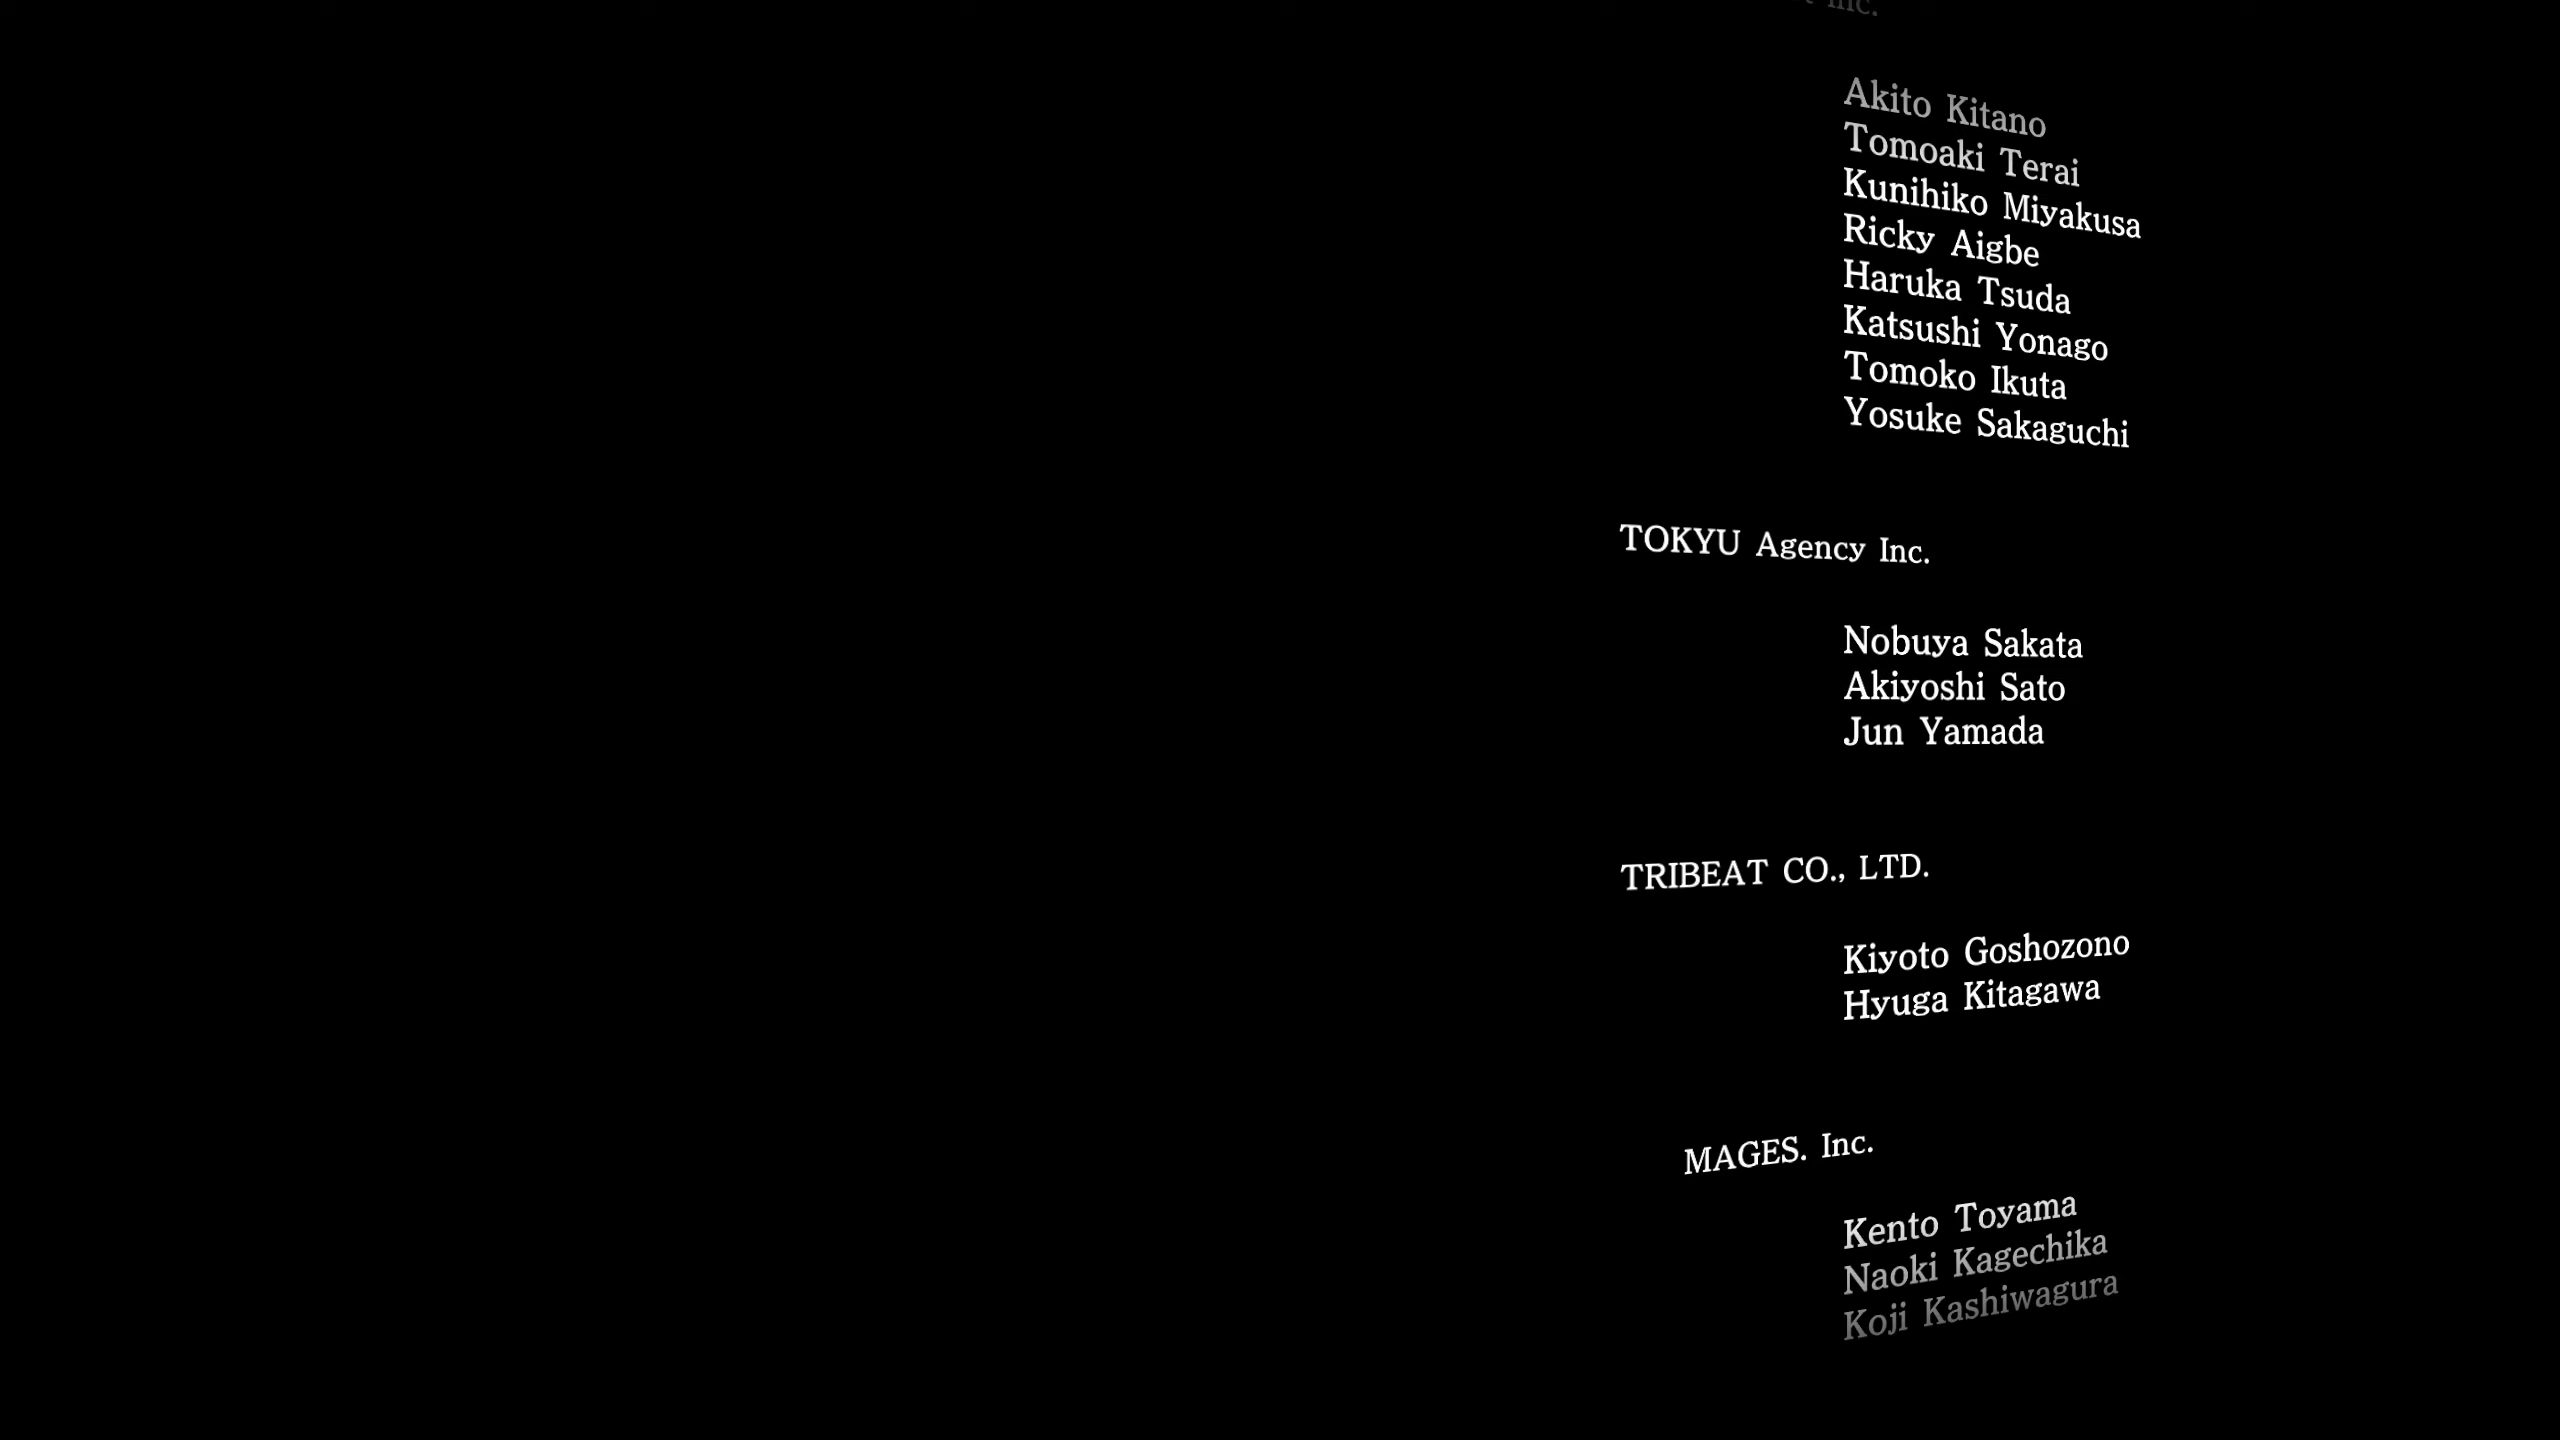 Inc.
Akito Kitano
Tomoaki Terai
Kunihiko Miyakusa
Ricky Aigbe
Haruka Tsuda
Katsushi Yonago
Tomoko Ikuta
Yosuke Sakaguchi
TOKYU Agency Inc.
Nobuya Sakata
Akiyoshi Sato
Jun Yamada
TRIBEAT CO., LTD.
Kiyoto Goshozono
Hyuga Kitagawa
MAGES. Inc.
Kento Toyama
Naoki Kagechika
Koji Kashiwagura